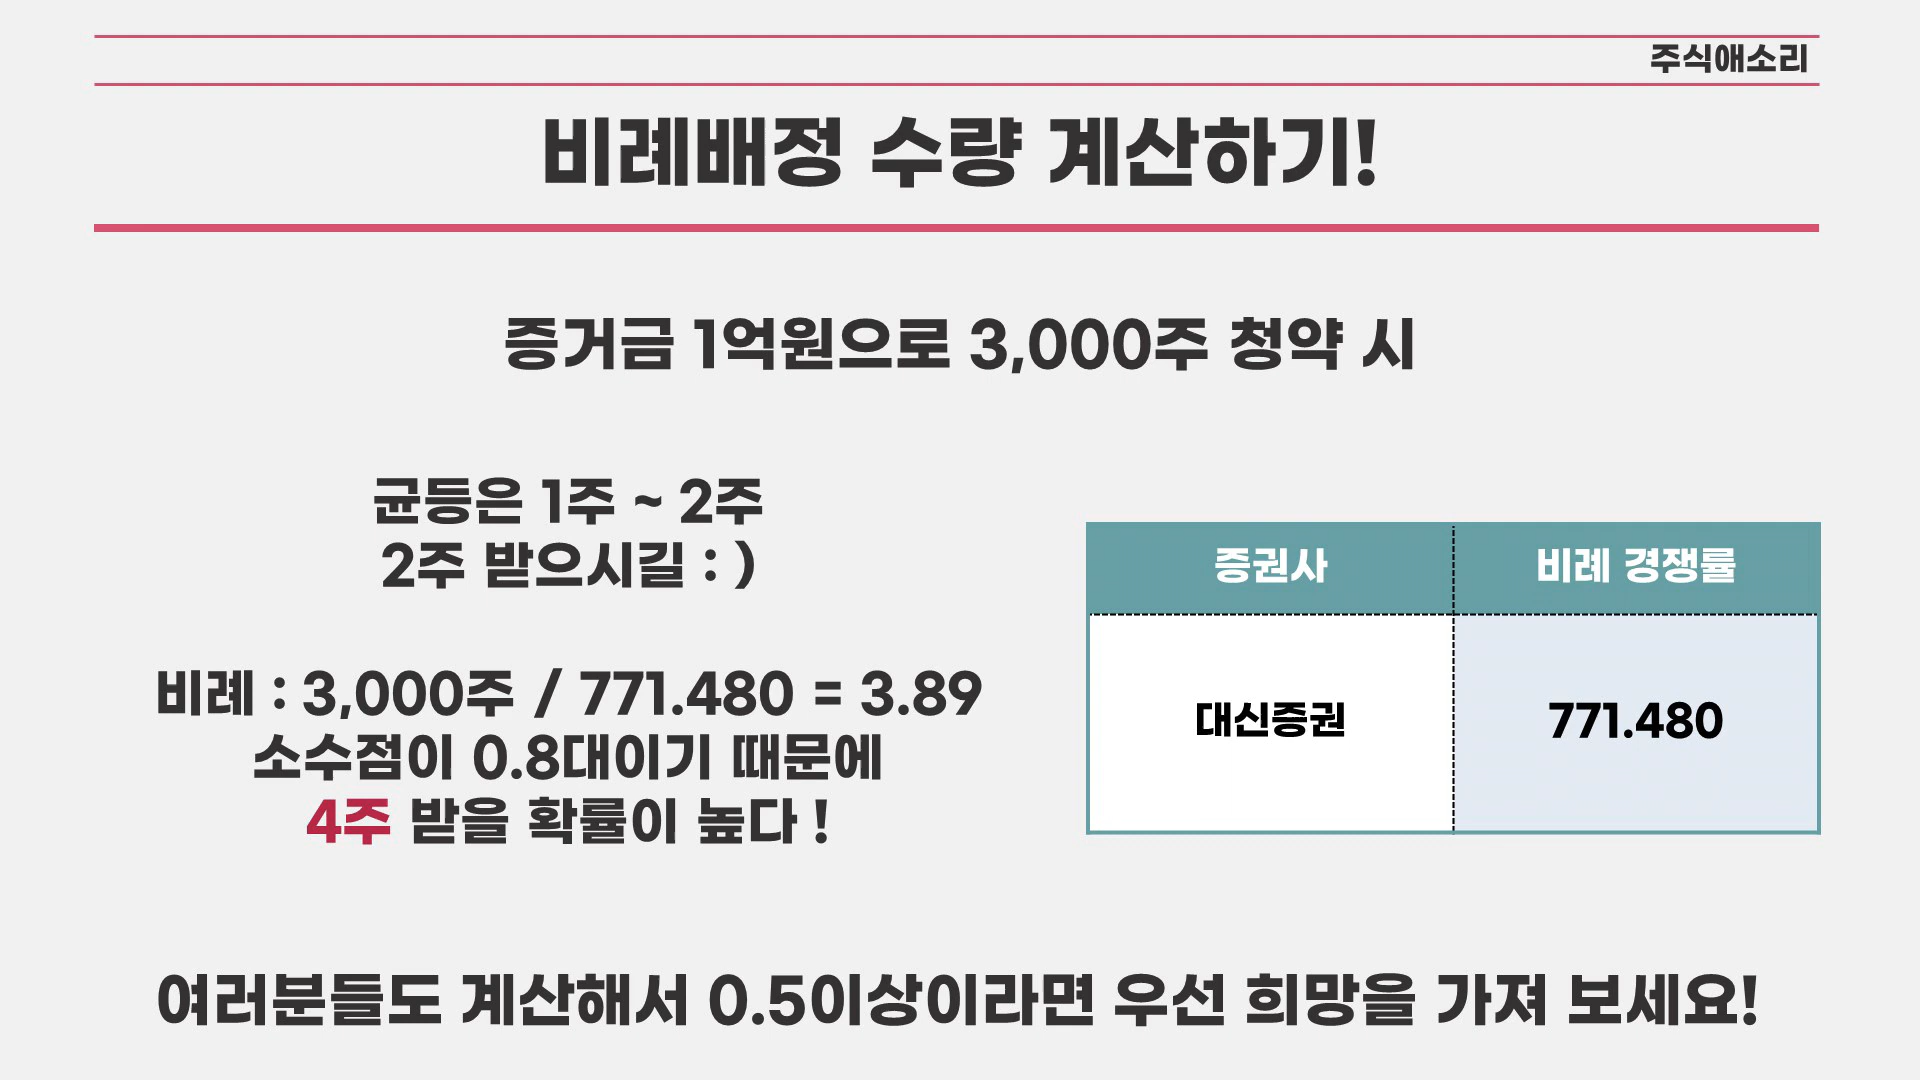 주식애소리
비례배정 수량 계산하기!
증거금 1억원으로 3,000주 청약 시
균등은 1주 ~ 2주
2주 받으시길 : )
비례 : 3,000주 / 771.480 = 3.89
소수점이 0.8대이기 때문에
4주 받을 확률이 높다 !
증권사 비례 경쟁률
대신증권 771.480
여러분들도 계산해서 0.5이상이라면 우선 희망을 가져 보세요!